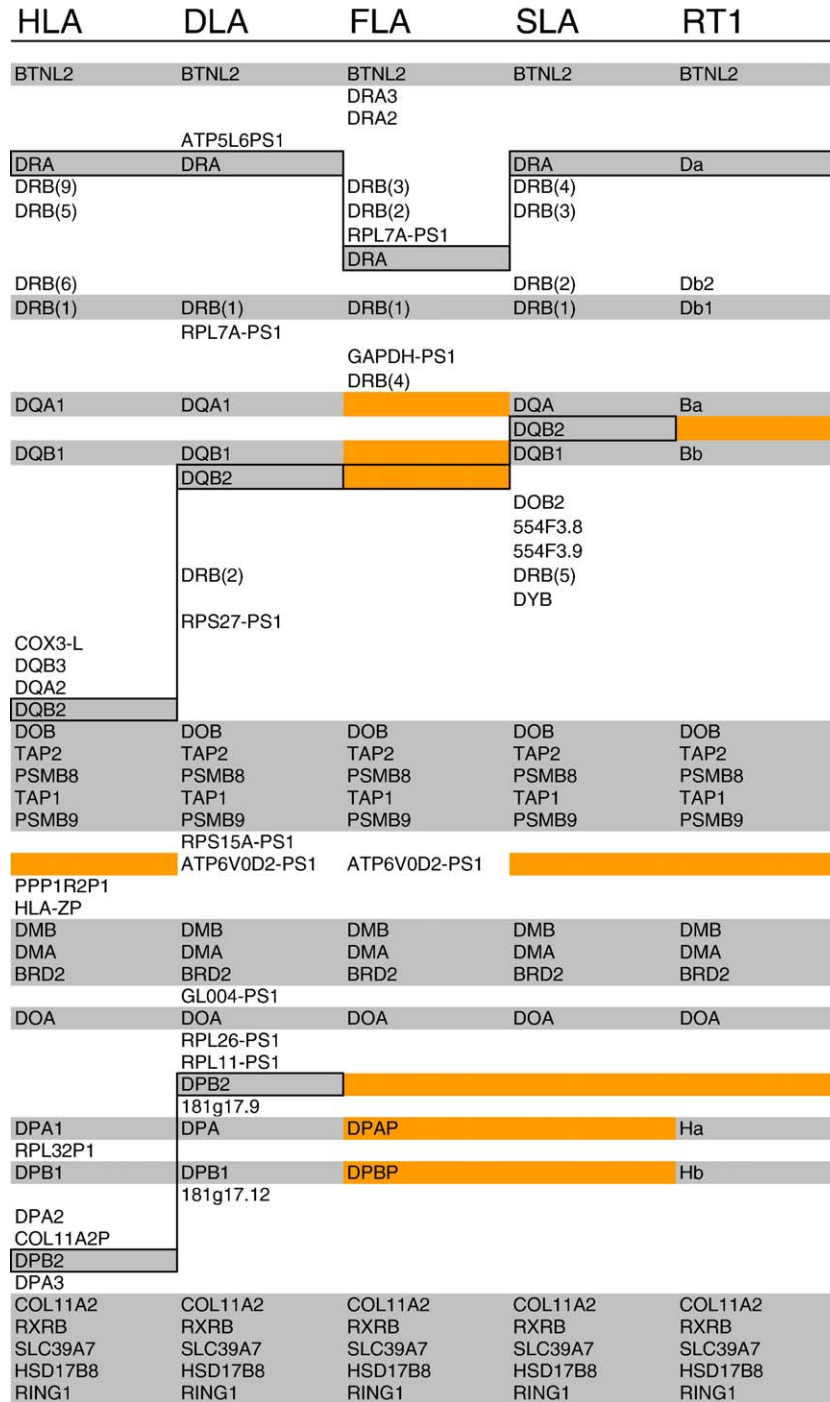 HLA DLA FLA SLA RT1
BTNL2 BTNL2 BTNL2 BTNL2 BTNL2
DRA3
DRA2
ATP5L6PS1
DRA DRA DRA Da
DRB(9) DRB(3) DRB(4)
DRB(5) DRB(2) DRB(3)
RPL7A-PS1
DRA
DRB(6) DRB(2) Db2
DRB(1) DRB(1) DRB(1) DRB(1) Db1
RPL7A-PS1
GAPDH-PS1
DRB(4)
DQA1 DQA1 DQA Ba
DQB2
DQB1 DQB1 DQB1 Bb
DQB2
DOB2
554F3.8
554F3.9
DRB(2) DRB(5)
DYB
RPS27-PS1
COX3-L
DQB3
DQA2
DQB2
DOB DOB DOB DOB DOB
TAP2 TAP2 TAP2 TAP2 TAP2
PSMB8 PSMB8 PSMB8 PSMB8 PSMB8
TAP1 TAP1 TAP1 TAP1 TAP1
PSMB9 PSMB9 PSMB9 PSMB9 PSMB9
RPS15A-PS1
ATP6V0D2-PS1 ATP6V0D2-PS1
PPP1R2P1
HLA-ZP
DMB DMB DMB DMB DMB
DMA DMA DMA DMA DMA
BRD2 BRD2 BRD2 BRD2 BRD2
GL004-PS1
DOA DOA DOA DOA DOA
RPL26-PS1
RPL11-PS1
DPB2
181g17.9
DPA1 DPA DPAP Ha
RPL32P1
DPB1 DPB1 DPBP Hb
181g17.12
DPA2
COL11A2P
DPB2
DPA3
COL11A2 COL11A2 COL11A2 COL11A2 COL11A2
RXRB RXRB RXRB RXRB RXRB
SLC39A7 SLC39A7 SLC39A7 SLC39A7 SLC39A7
HSD17B8 HSD17B8 HSD17B8 HSD17B8 HSD17B8
RING1 RING1 RING1 RING1 RING1